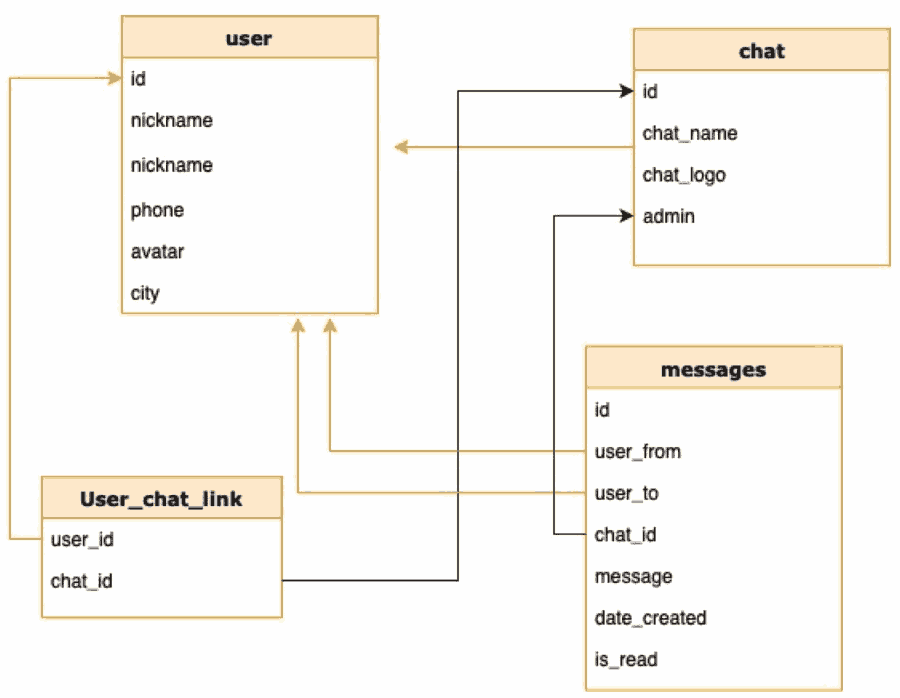 user
id
nickname
nickname
phone
avatar
city
chat
id
chat_name
chat_logo
admin
User_chat_link
user_id
chat_id
messages
id
user_from
user_to
chat_id
message
date_created
is_read